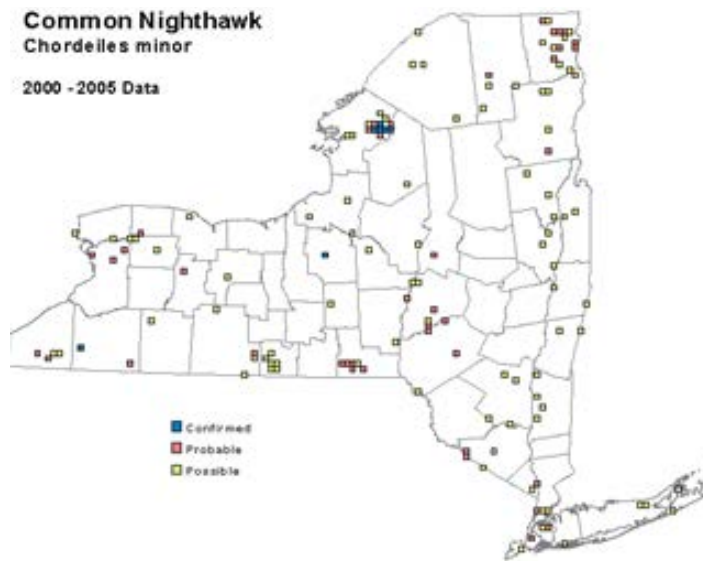 Common Nighthawk
Chordeiles minor
2000 - 2005 Data
Confirmed
Probable
Possible